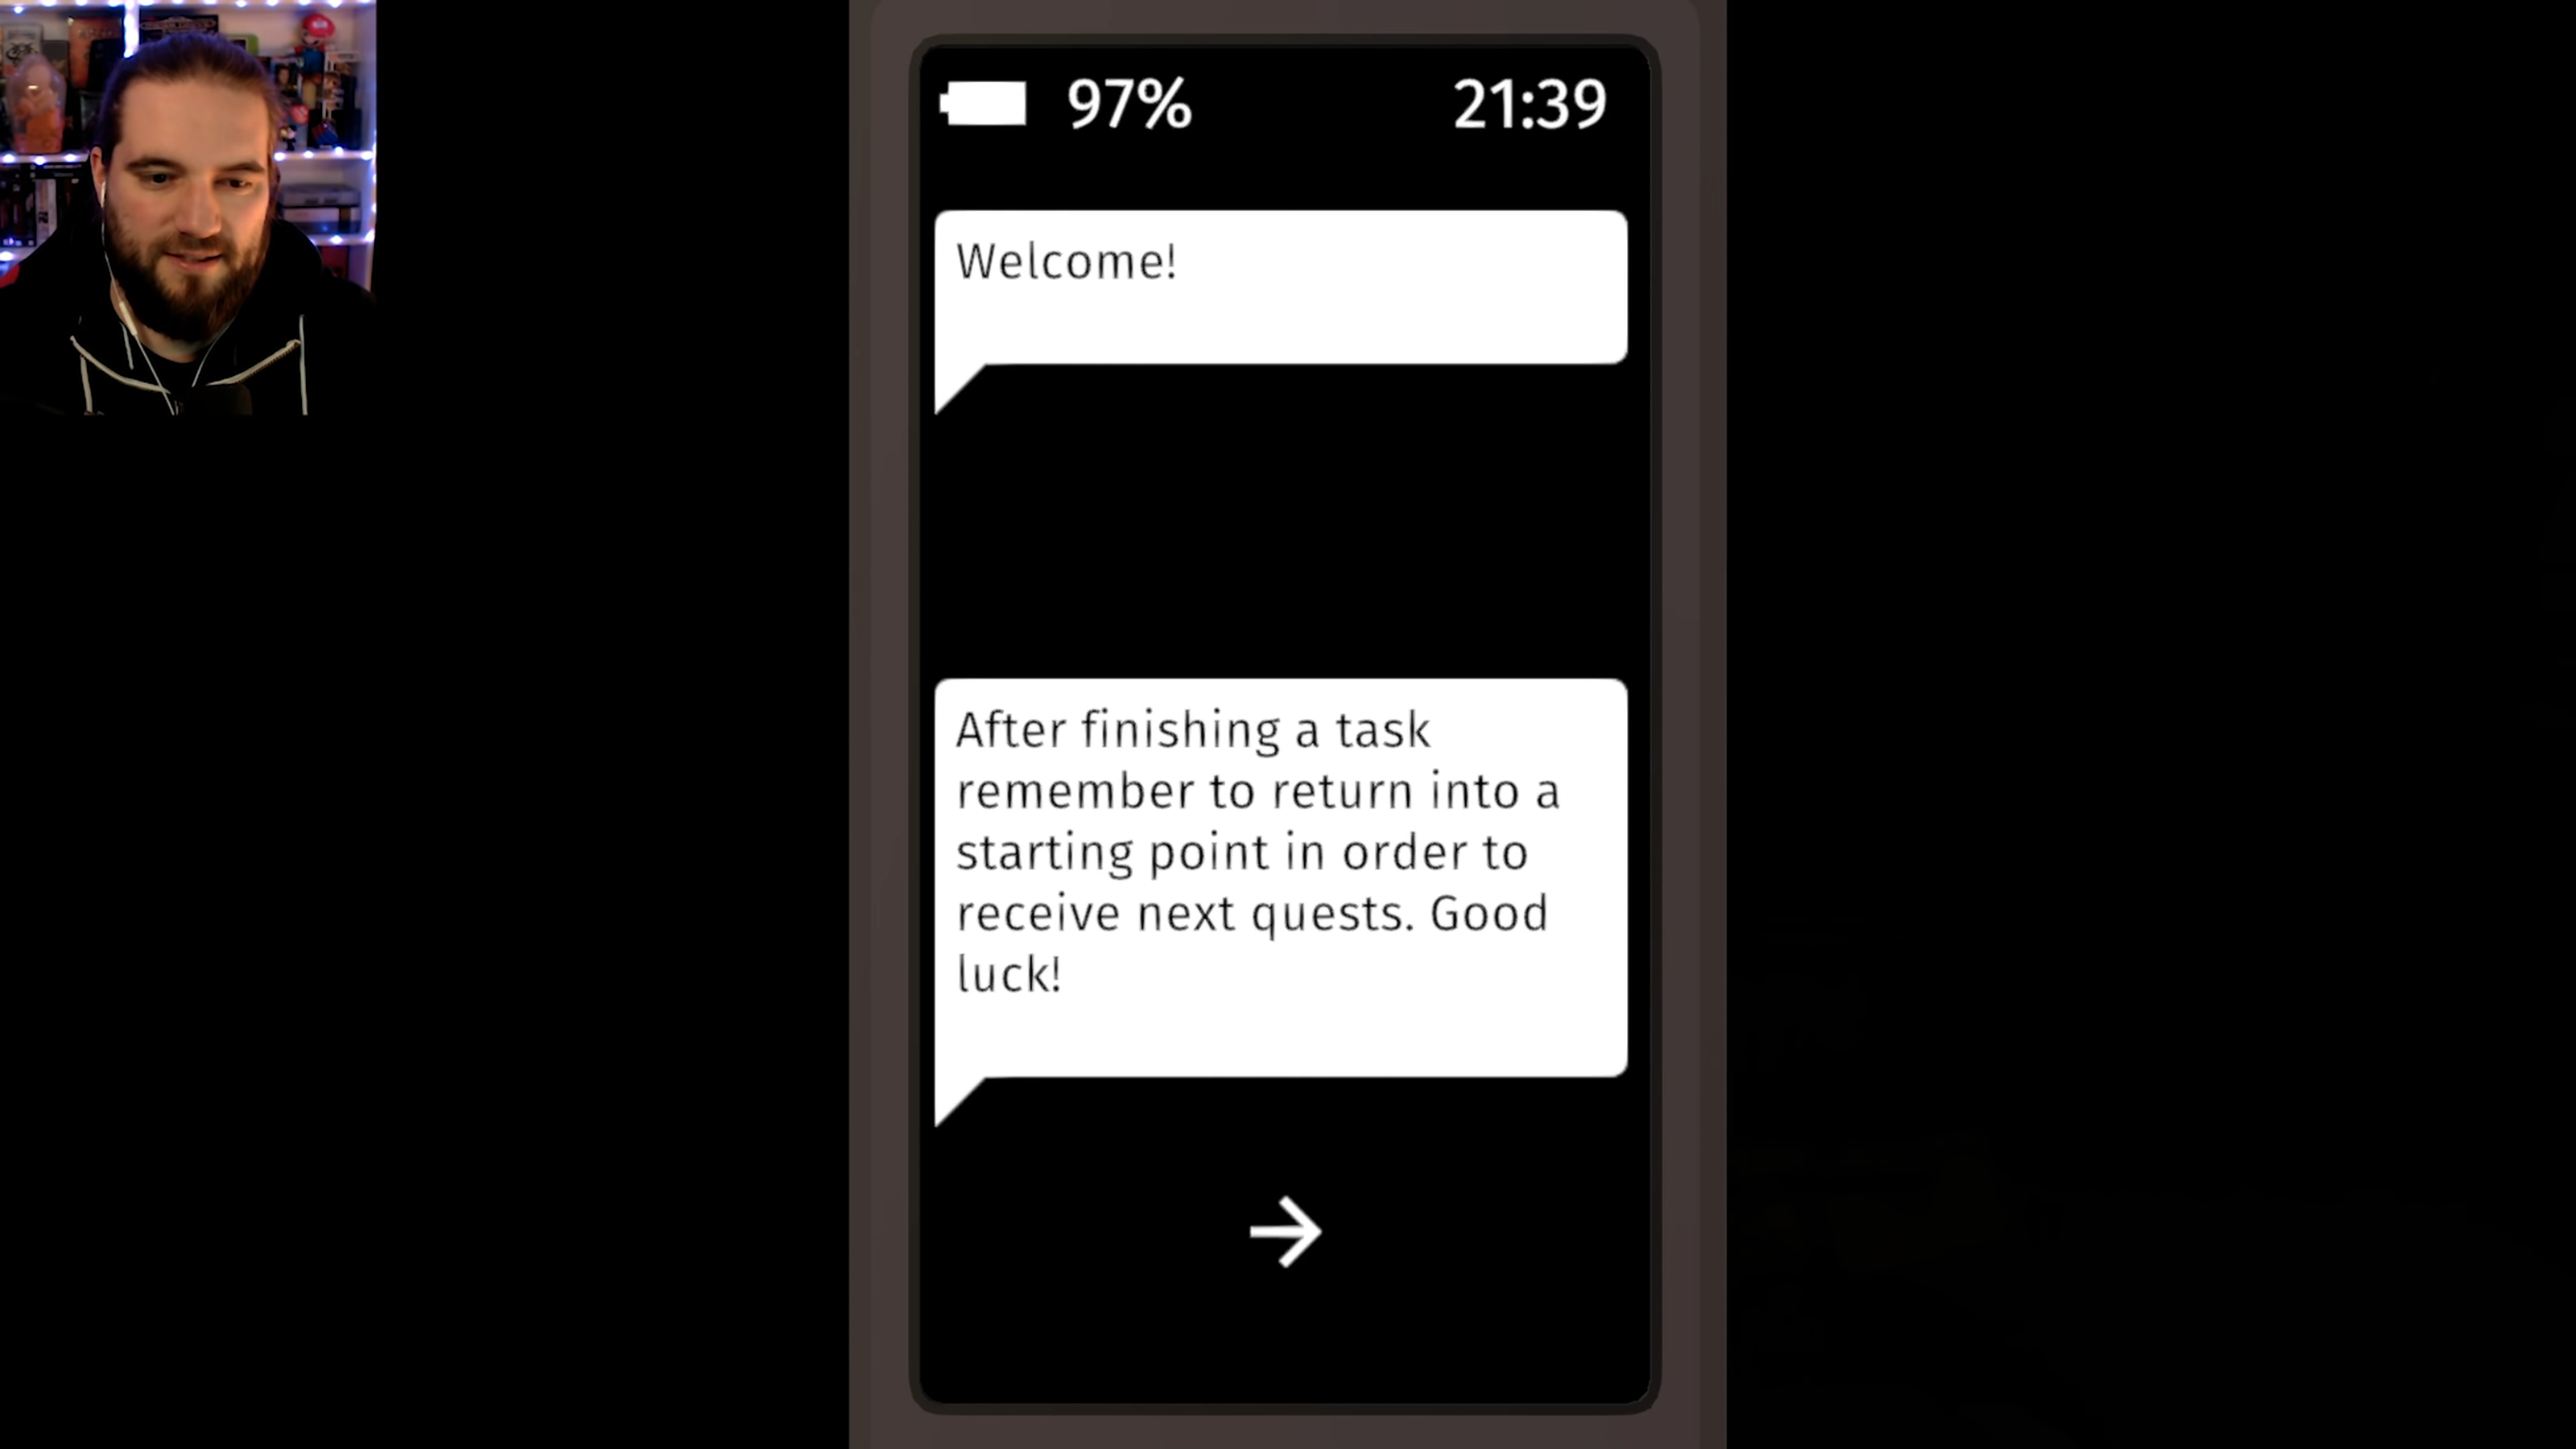 97% 21:39
Welcome!
After finishing a task
remember to return into a
starting point in order to
receive next quests. Good
luck!